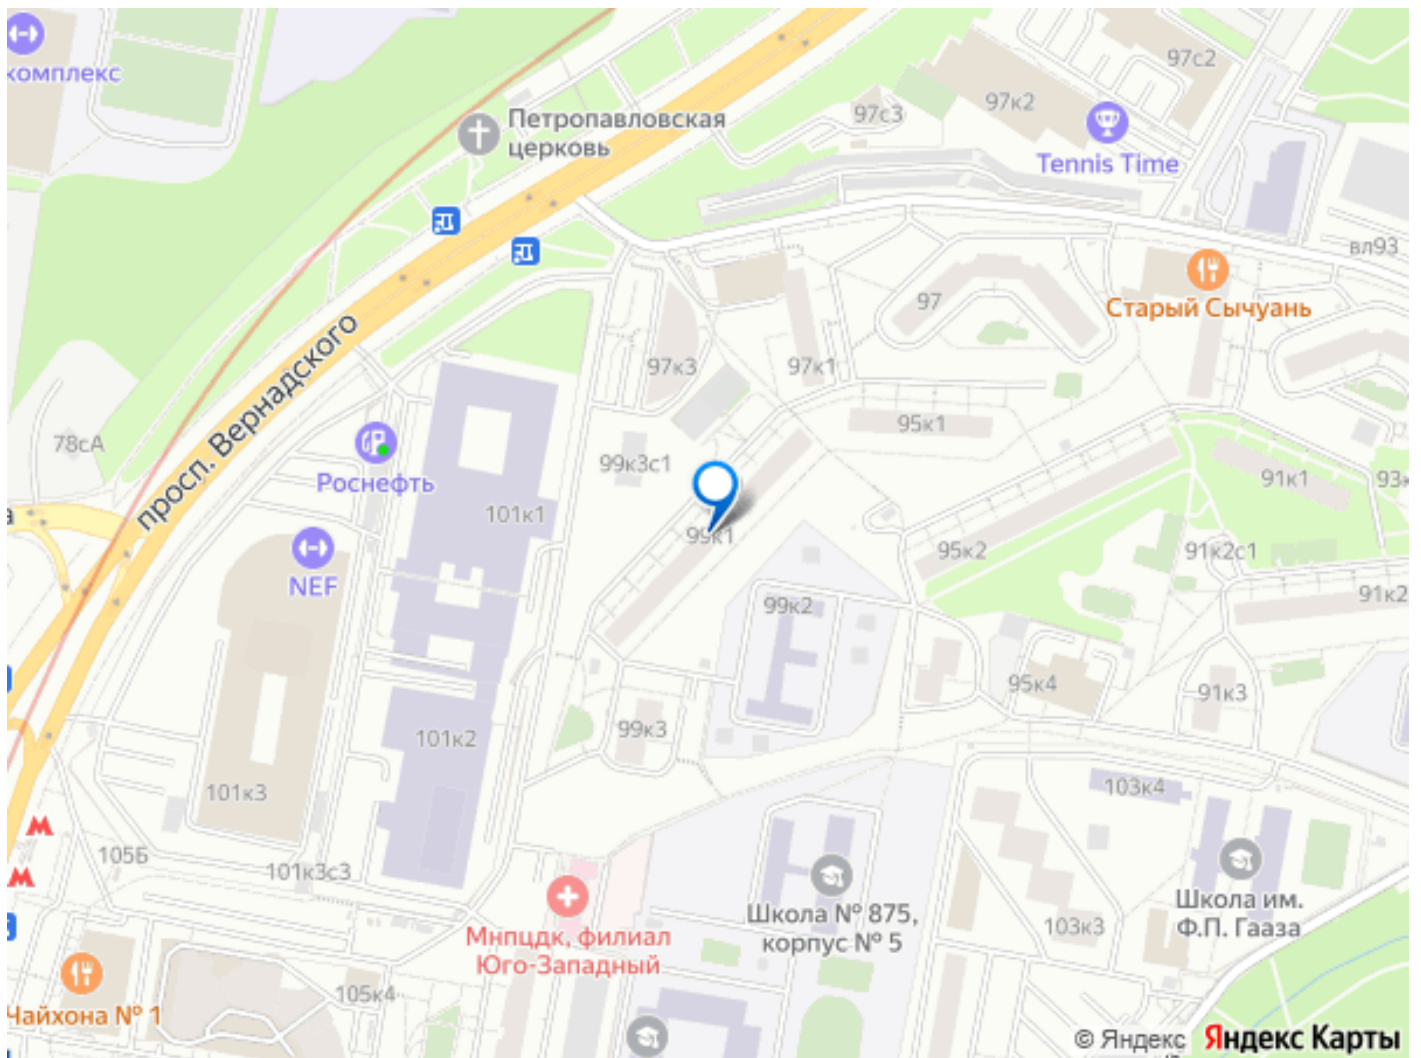 комплекс
Петропавловская
церковь
97с2
97к2
97с3
Tennis Time
вл93
97
Старый Сычуань
просп. Вернадского
97к3
97к1
95к1
78сА
Роснефть
99к3с1
91к1
101к1
99к1
95к2
91к2с1
NEF
99к2
91к2
95к4
91к3
99к3
101к2
101к3
103к4
105Б
101к3с3
Школа № 875,
корпус № 5
Школа им.
Ф.П. Гааза
103к3
Мнпцдк, филиал
Юго-Западный
105к4
Чайхона № 1
© Яндекс Яндекс Карты